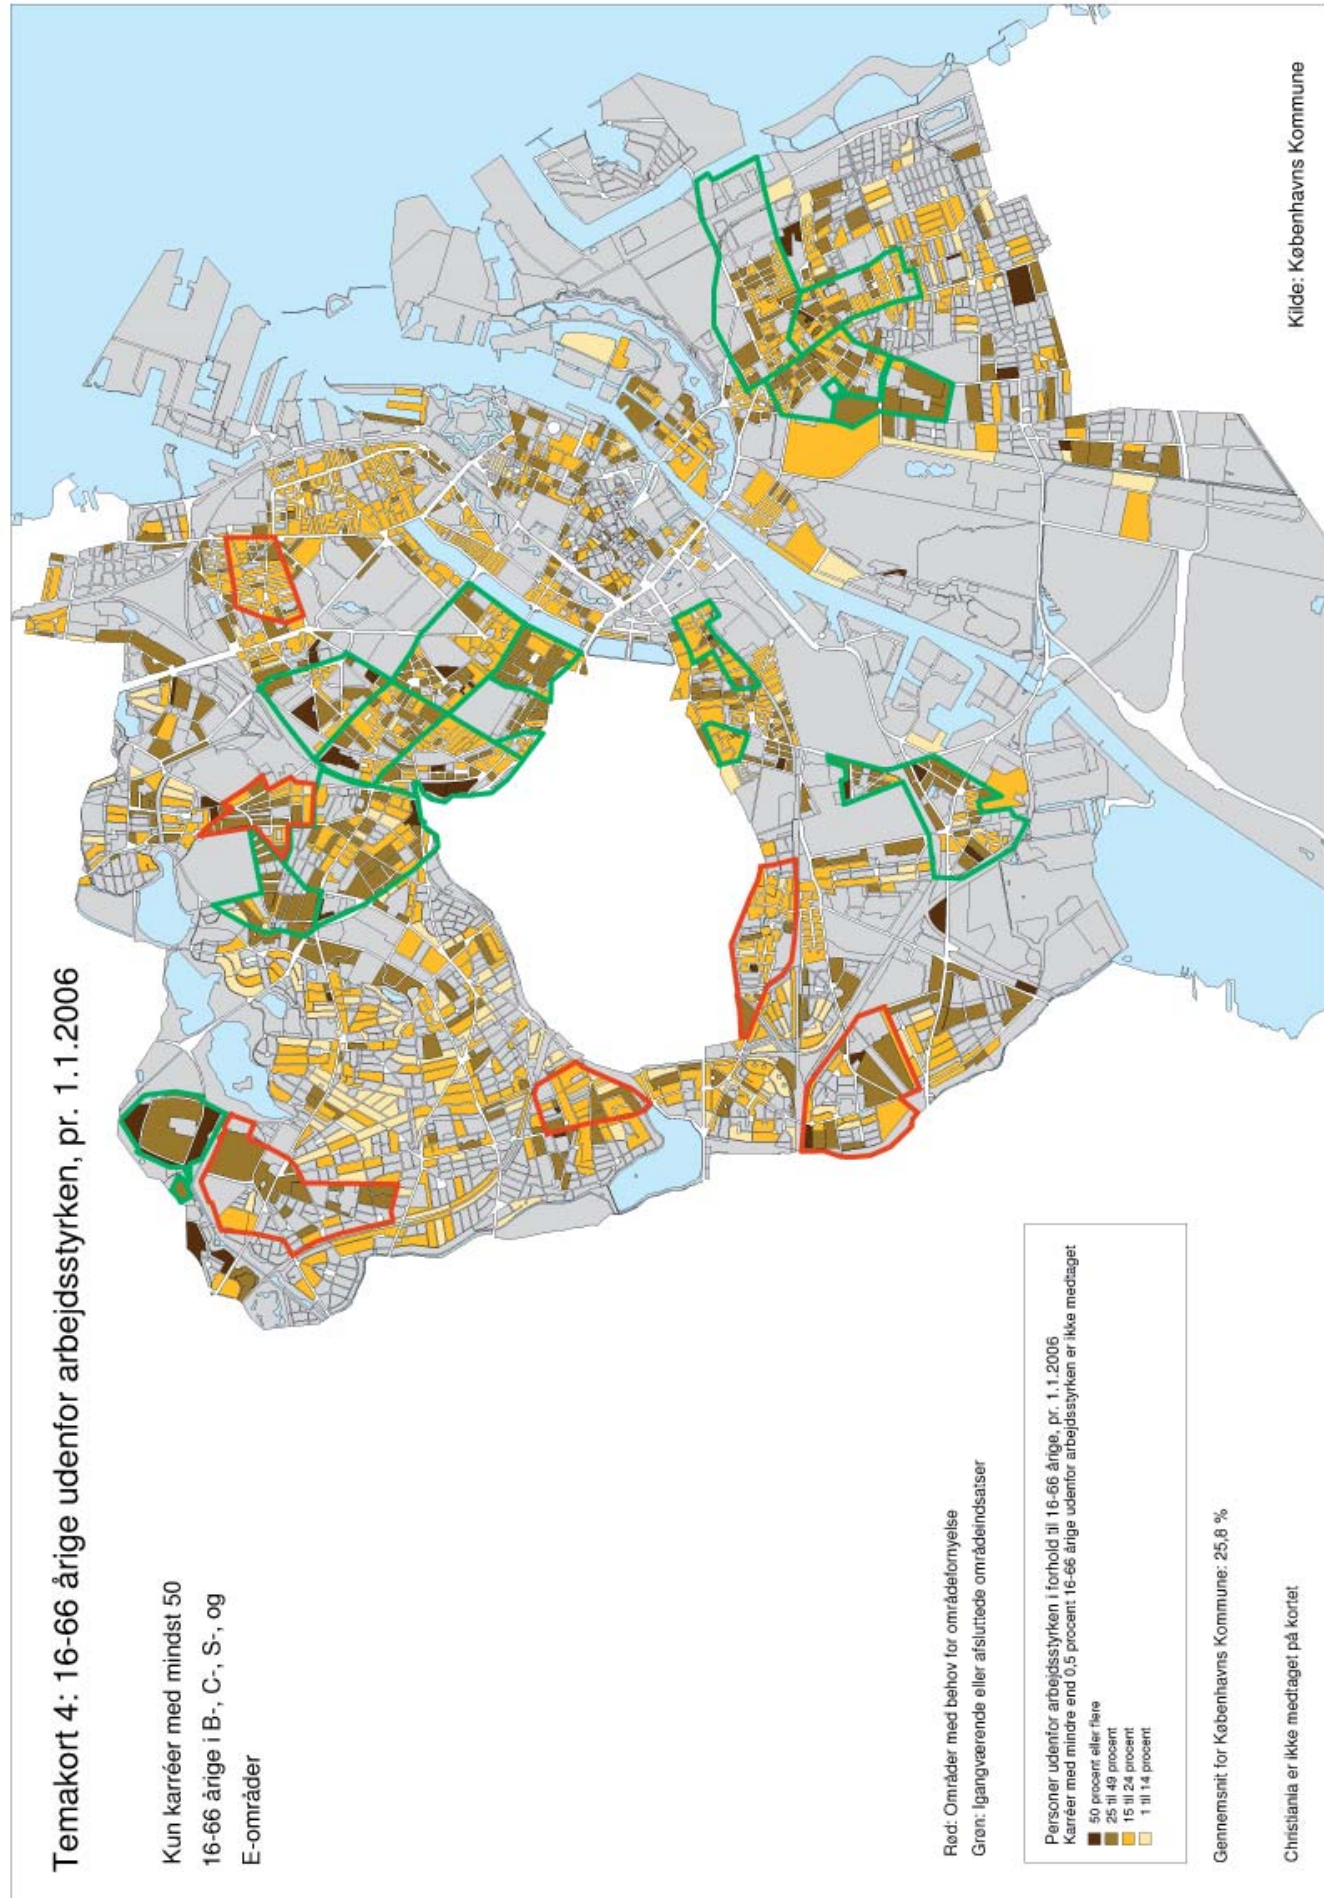 Temakort 4: 16-66 årige udenfor arbejdsstyrken, pr. 1.1.2006
Kun karréer med mindst 50
16-66 årige i B-, C-, S-, og
E-områder
Rød: Områder med behov for områdefornyelse
Grøn: Igangværende eller afsluttede områdeindsatser
Personer udenfor arbejdsstyrken i forhold til 16-66 årige, pr. 1.1.2006
Karréer med mindre end 0,5 procent 16-66 årige udenfor arbejdsstyrken er ikke medtaget
50 procent eller flere
25 til 49 procent
15 til 24 procent
1 til 14 procent
Gennemsnit for Københavns Kommune: 25,8 %
Christiania er ikke medtaget på kortet
Kilde: Københavns Kommune